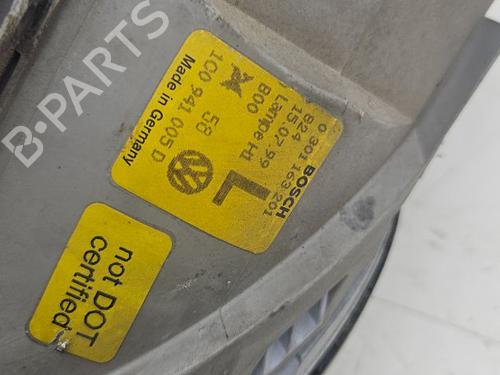 BOSCH
0 301 163 201
824
15.07.99
Lampe H1
B00
L
58
1C0 941 005 D
Made in Germany
not DOT
certified
B-PARTS